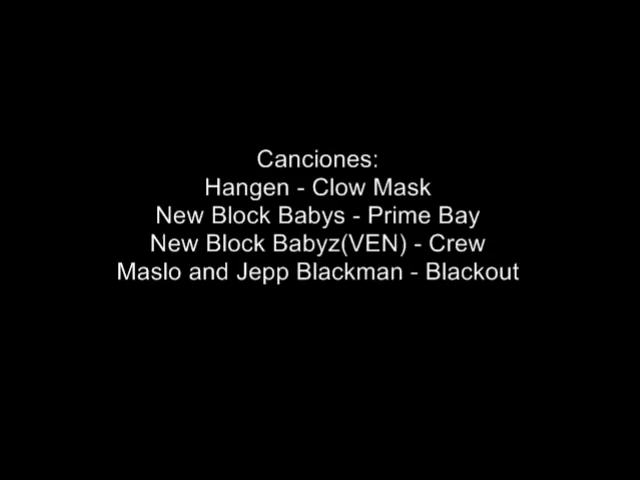 Canciones:
Hangen - Clow Mask
New Block Babys - Prime Bay
New Block Babyz(VEN) - Crew
Maslo and Jepp Blackman - Blackout